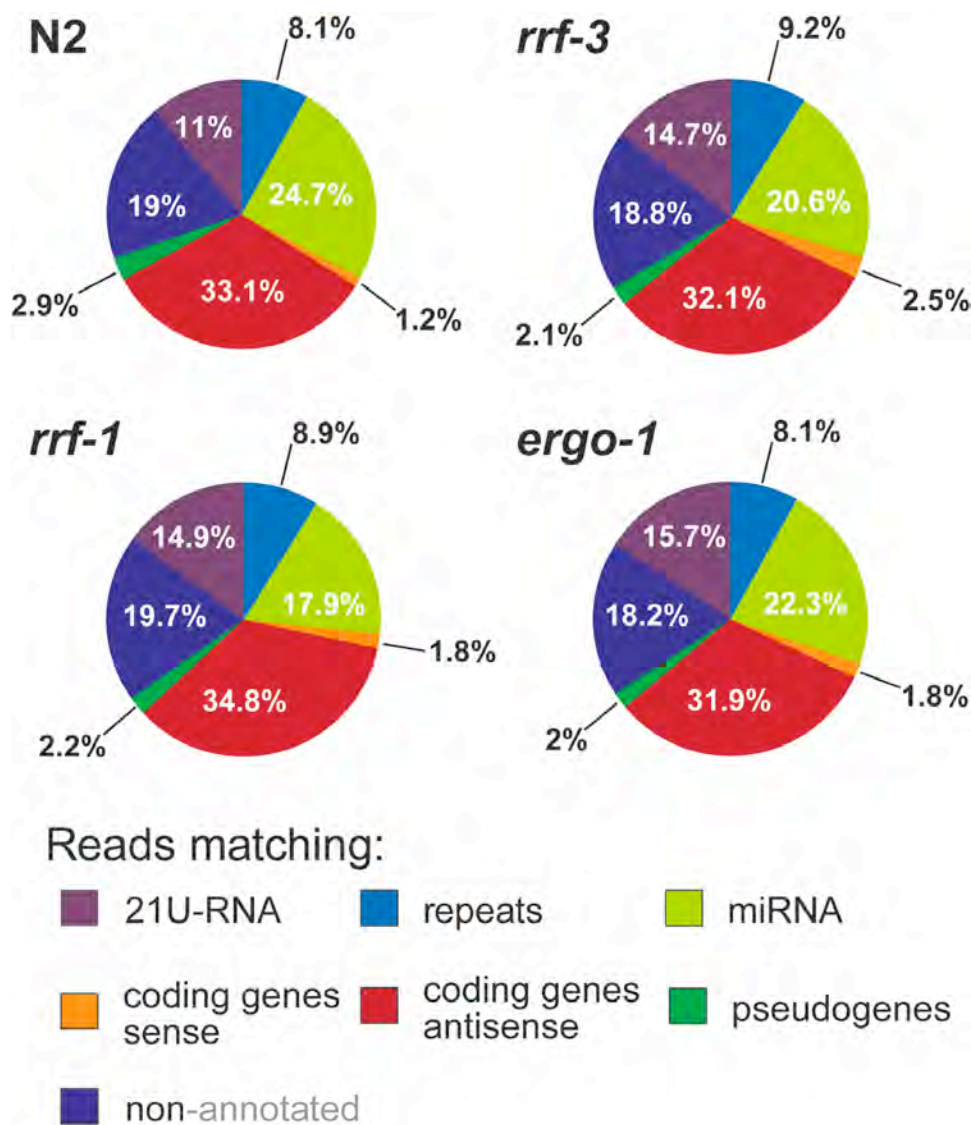 N2
8.1%
11%
24.7%
19%
33.1%
2.9%
1.2%
rrf-3
9.2%
14.7%
20.6%
18.8%
32.1%
2.5%
2.1%
rrf-1
8.9%
14.9%
17.9%
19.7%
1.8%
34.8%
2.2%
ergo-1
8.1%
15.7%
22.3%
18.2%
31.9%
1.8%
2%
Reads matching:
21U-RNA
repeats
miRNA
coding genes
sense
coding genes
antisense
pseudogenes
non-annotated